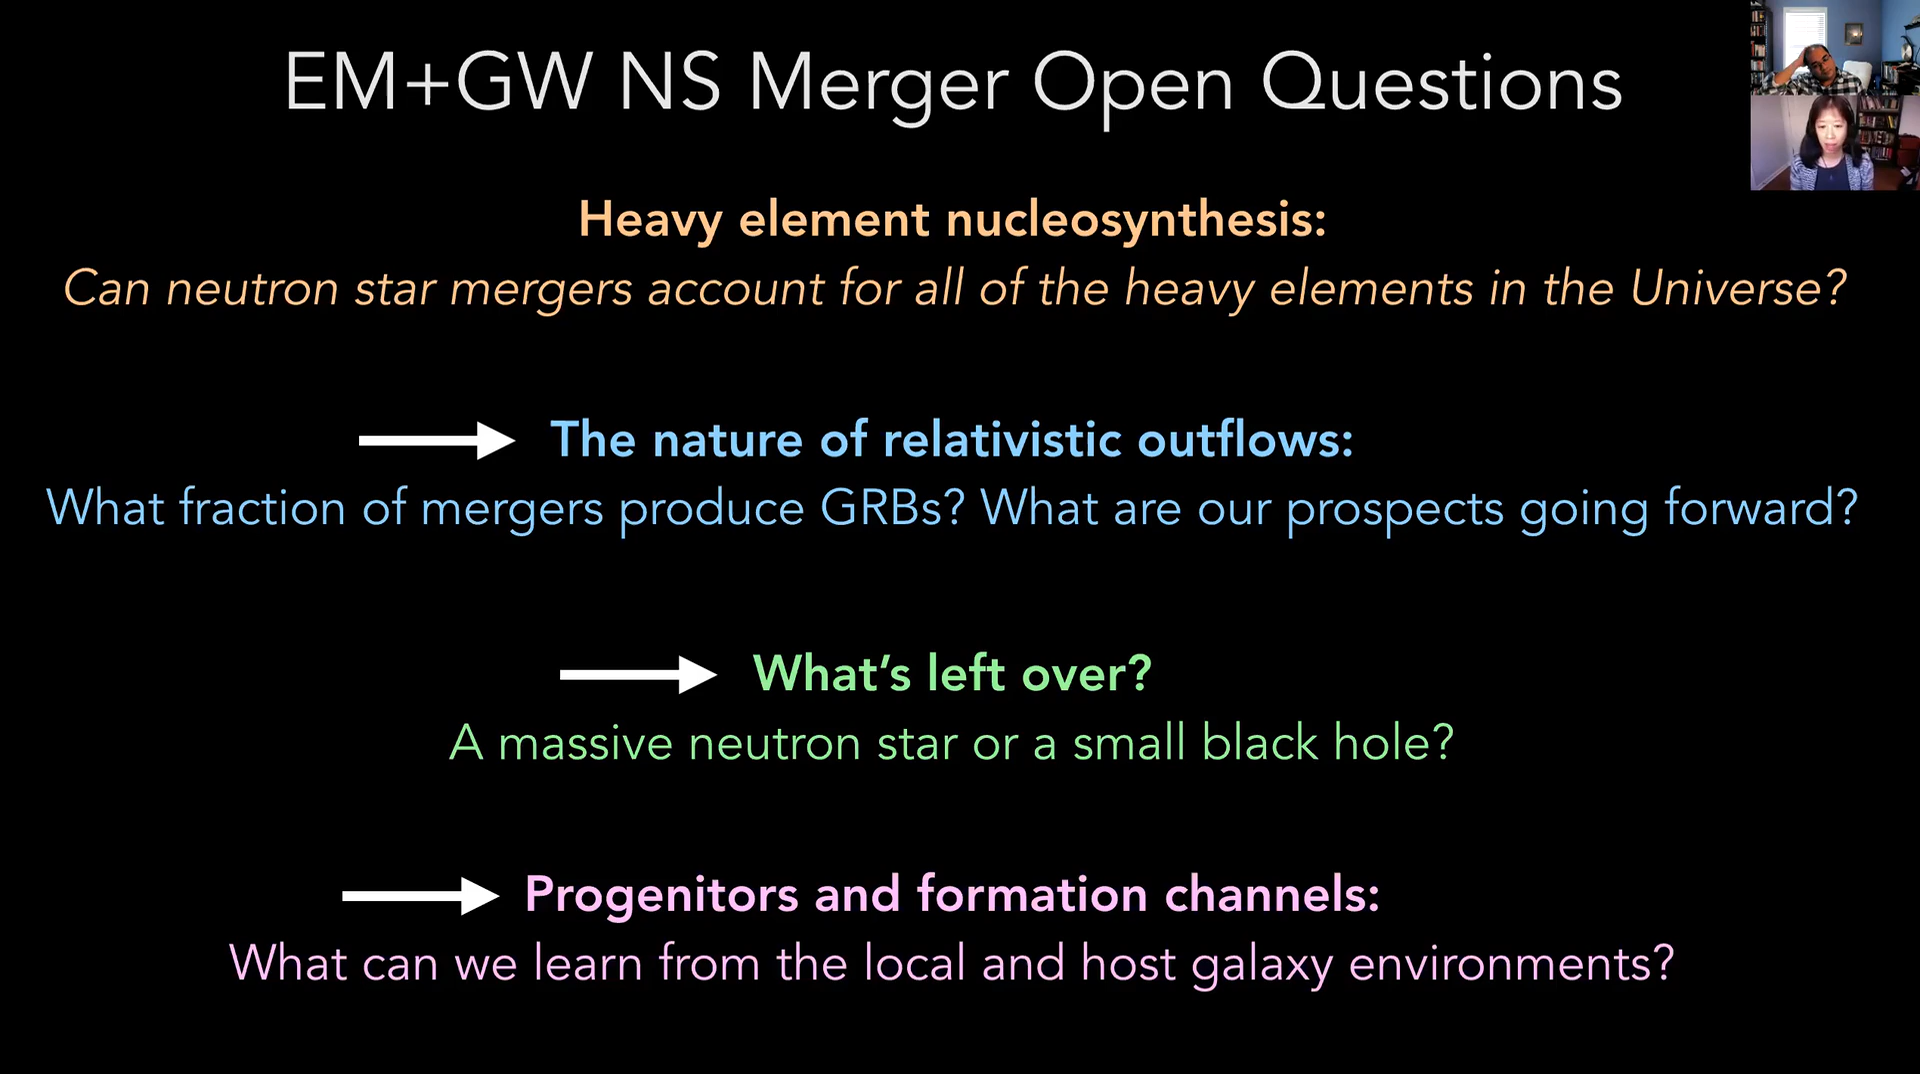 EM+GW NS Merger Open Questions
Heavy element nucleosynthesis:
Can neutron star mergers account for all of the heavy elements in the Universe?
The nature of relativistic outflows:
What fraction of mergers produce GRBs? What are our prospects going forward?
What’s left over?
A massive neutron star or a small black hole?
Progenitors and formation channels:
What can we learn from the local and host galaxy environments?